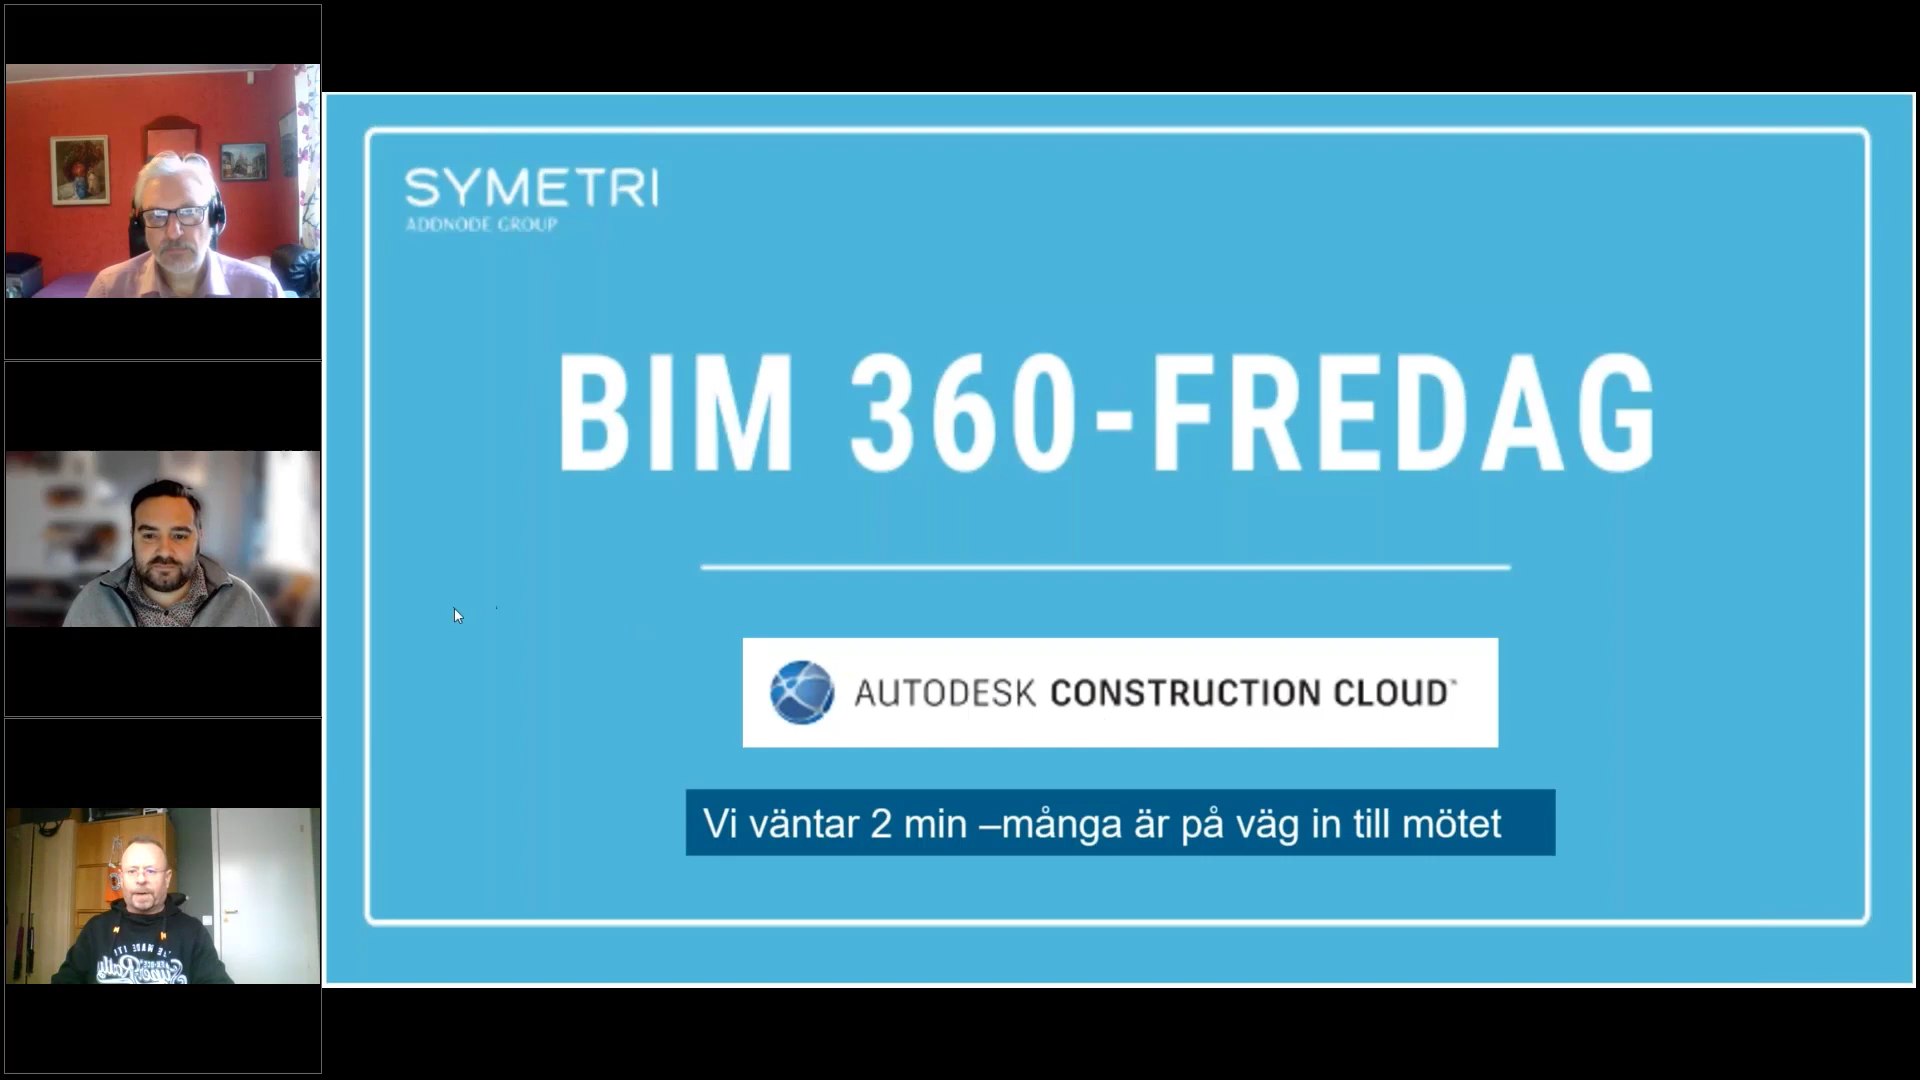 SYMETRI
ADDNODE GROUP
BIM 360-FREDAG
AUTODESK CONSTRUCTION CLOUD™
Vi väntar 2 min –många är på väg in till mötet